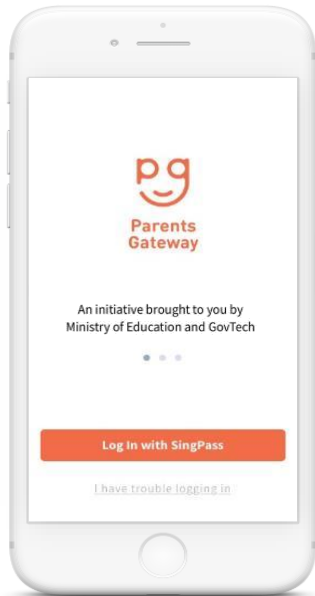 pg
Parents
Gateway
An initiative brought to you by
Ministry of Education and GovTech
Log In with SingPass
I have trouble logging in